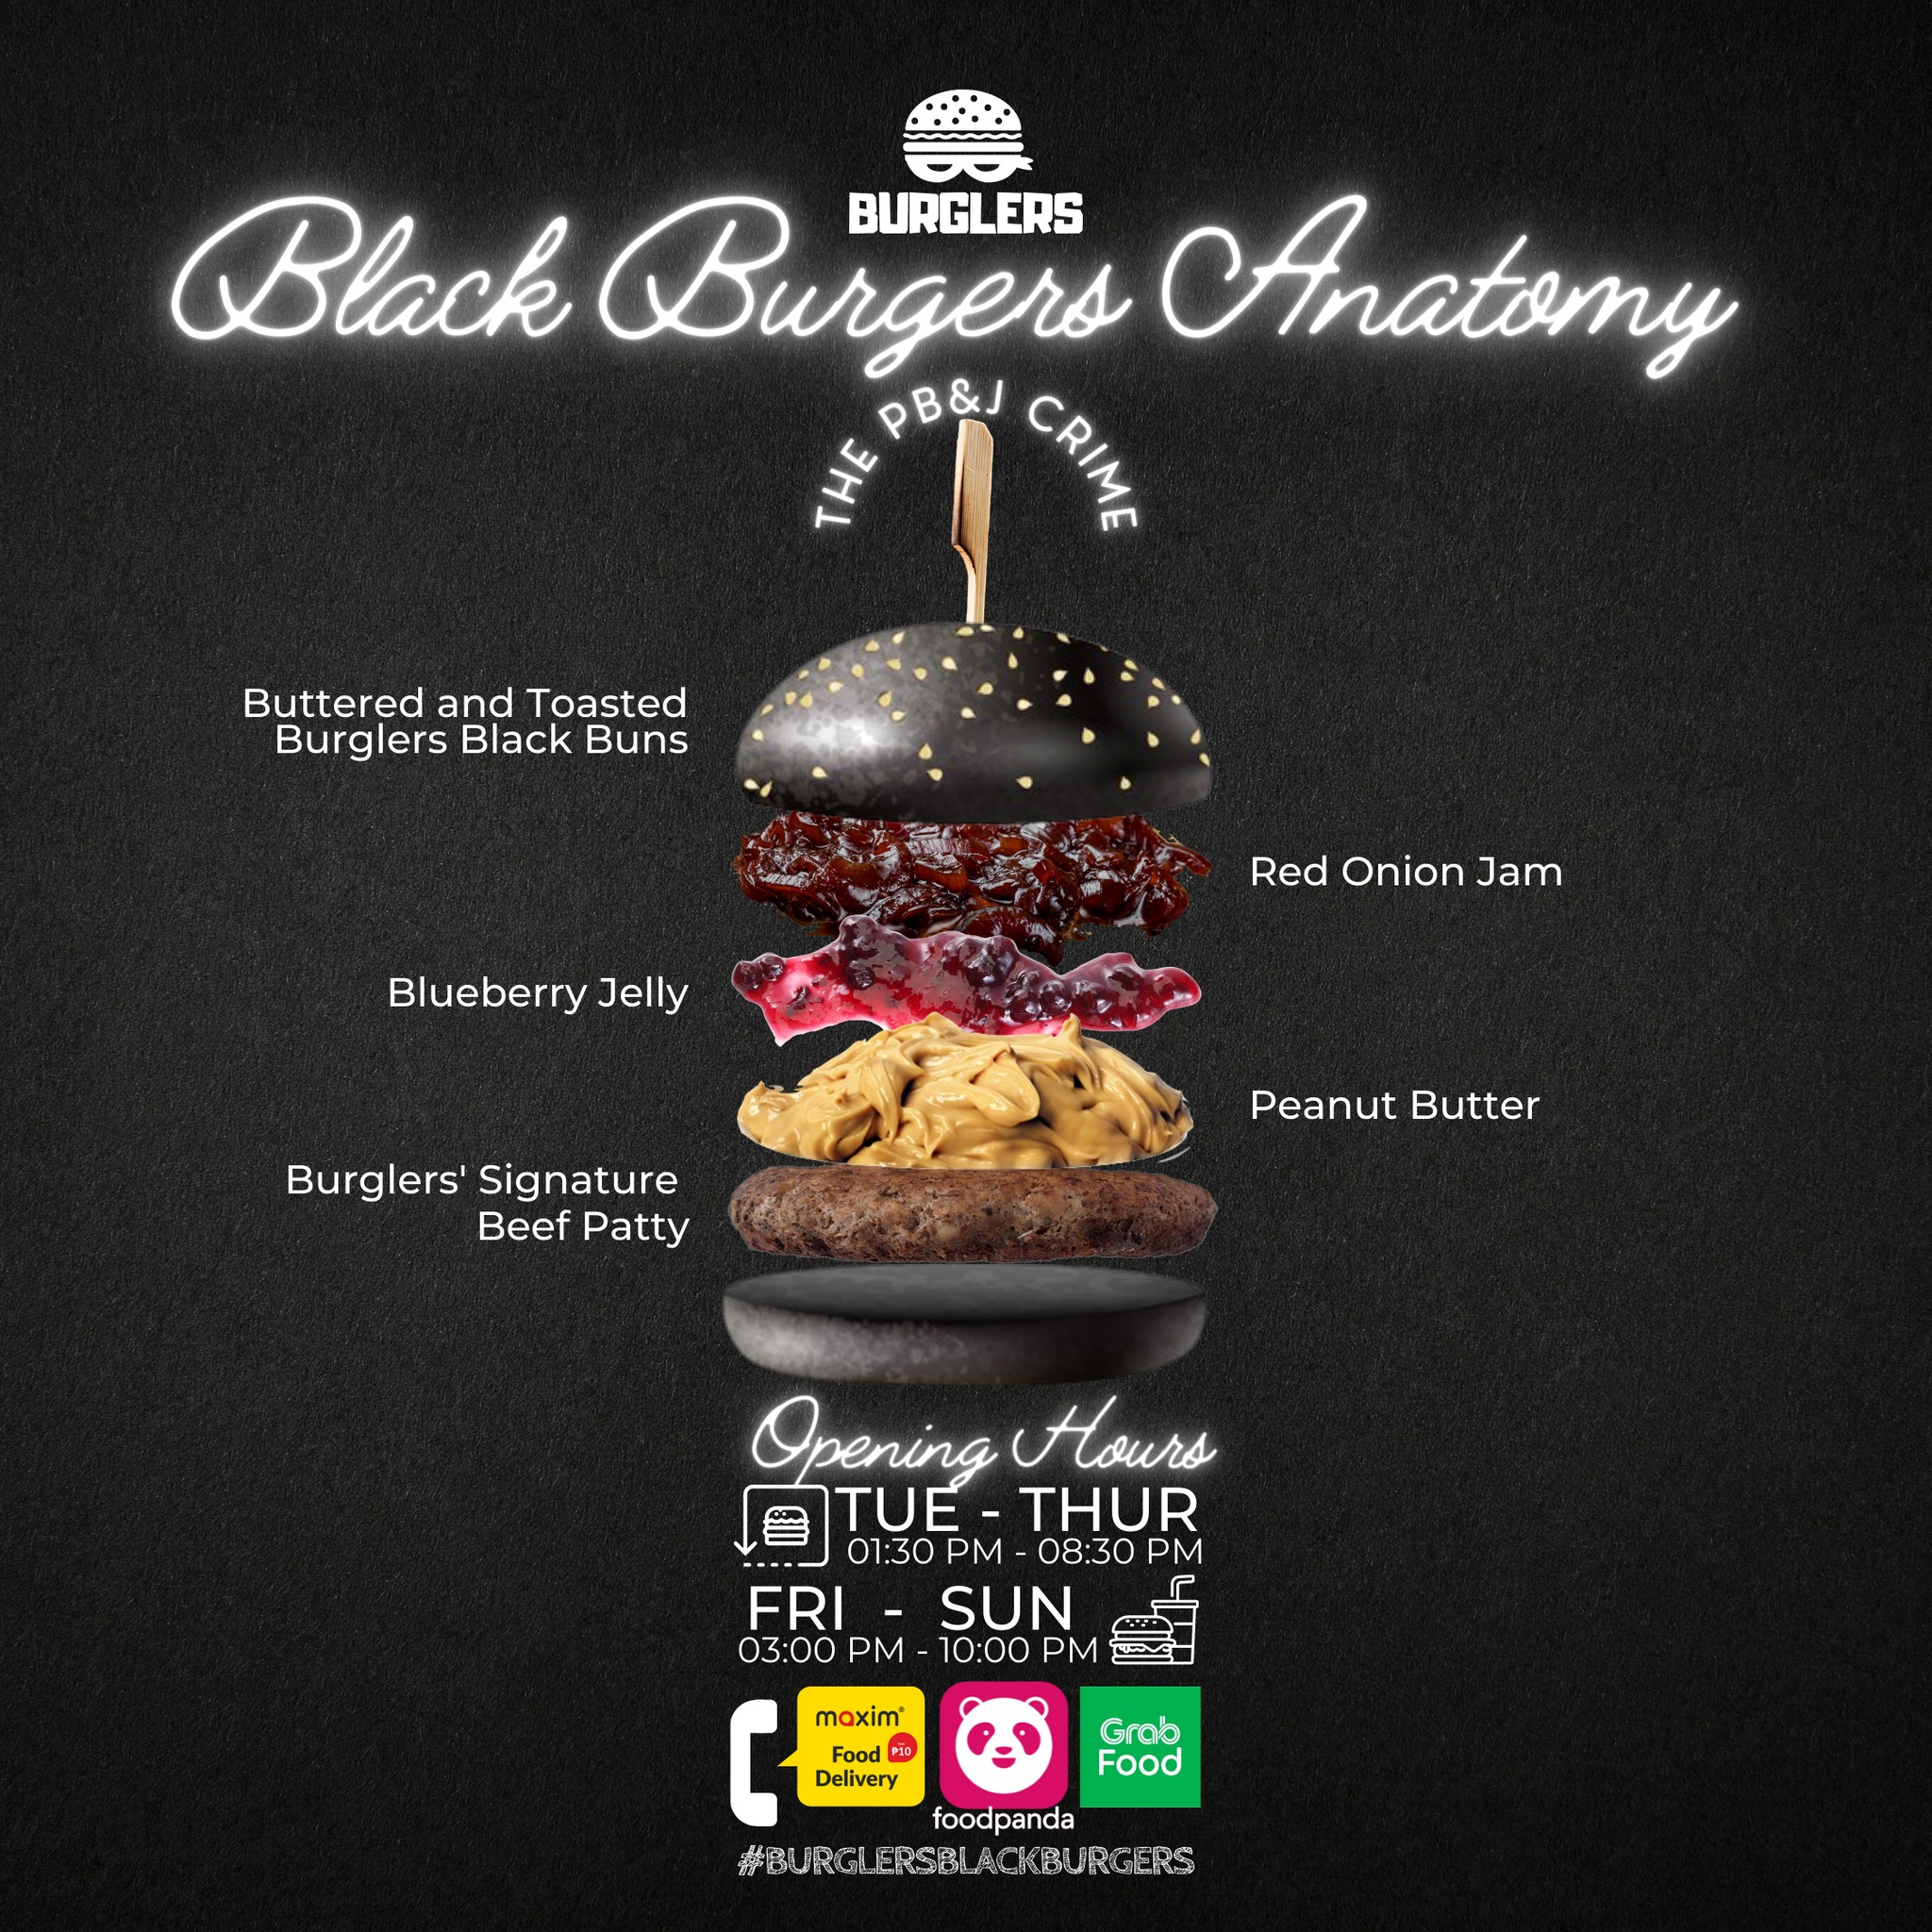 BURGLERS
Black Burgers Anatomy
THE PB&J CRIME
Buttered and Toasted
Burglers Black Buns
Red Onion Jam
Blueberry Jelly
Peanut Butter
Burglers' Signature
Beef Patty
Opening Hours
TUE - THUR
01:30 PM - 08:30 PM
FRI - SUN
03:00 PM - 10:00 PM
maxim®
Food
₱10
Delivery
foodpanda
Grab
Food
#BURGLERSBLACKBURGERS